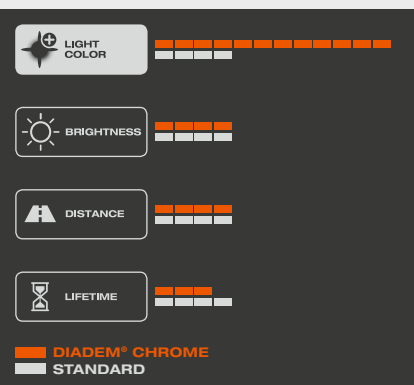 LIGHT
COLOR
BRIGHTNESS
DISTANCE
LIFETIME
DIADEM® CHROME
STANDARD